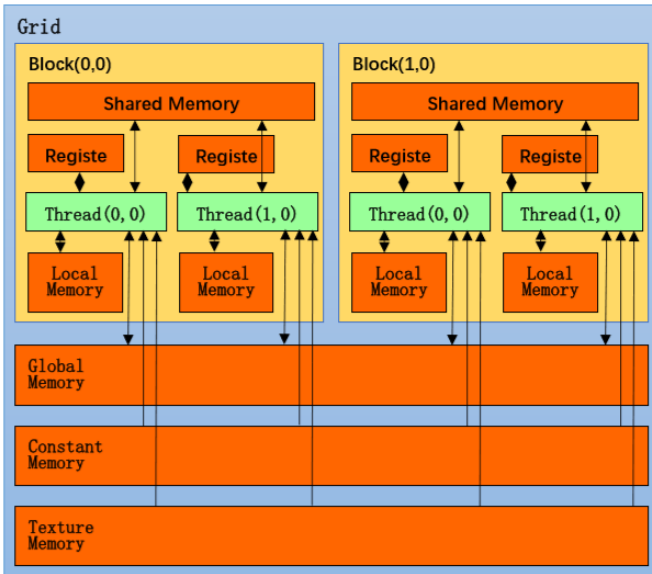 Grid
Block(0,0)
Shared Memory
Registe
Registe
Thread(0,0)
Thread(1,0)
Local
Memory
Local
Memory
Block(1,0)
Shared Memory
Registe
Registe
Thread(0,0)
Thread(1,0)
Local
Memory
Local
Memory
Global
Memory
Constant
Memory
Texture
Memory